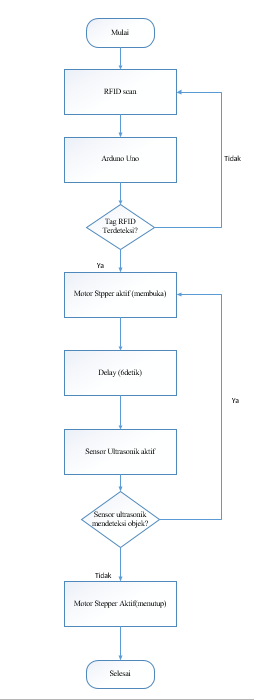 Mulai
RFID scan
Arduno Uno
Tidak
Tag RFID
Terdeteksi?
Ya
Motor Stpper aktif (membuka)
Delay (6detik)
Ya
Sensor Ultrasonik aktif
Sensor ultrasonik
mendeteksi objek?
Tidak
Motor Stepper Aktif(menutup)
Selesai